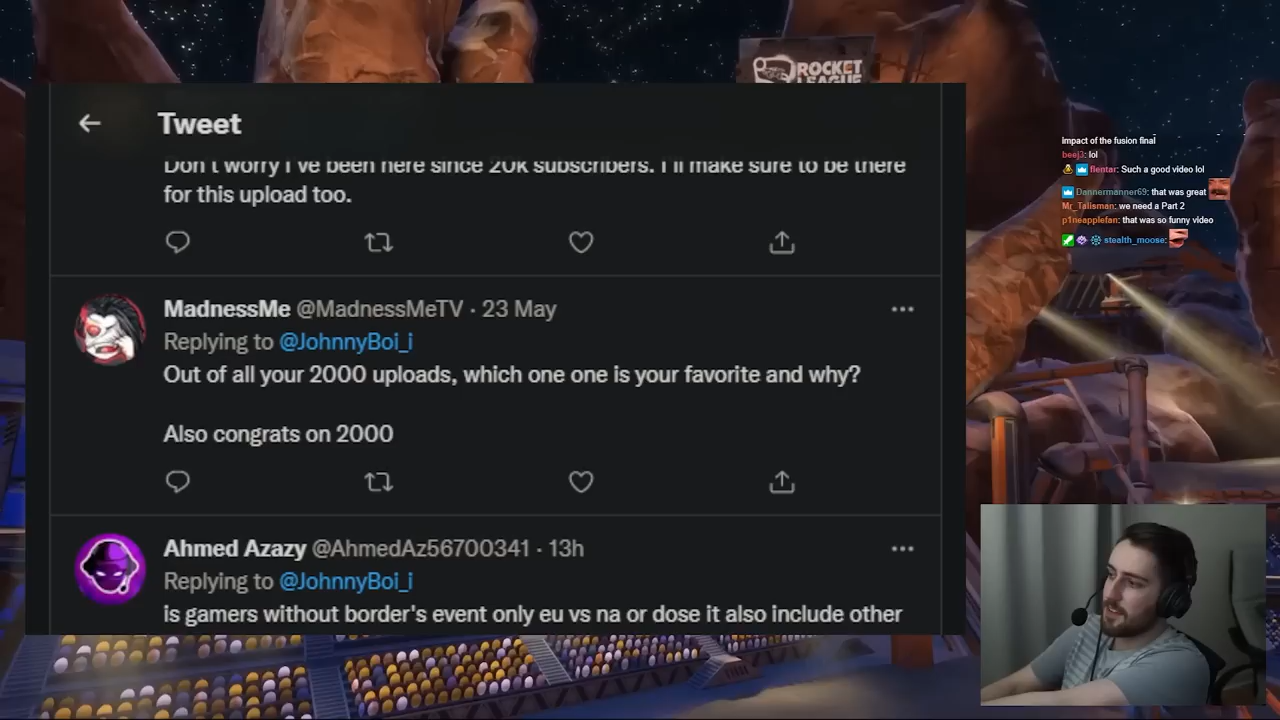 ROCKET
LEAGUE
Tweet
Don't worry I've been here since 20k subscribers. I'll make sure to be there
for this upload too.
MadnessMe @MadnessMeTV · 23 May
Replying to @JohnnyBoi_i
Out of all your 2000 uploads, which one one is your favorite and why?
Also congrats on 2000
Ahmed Azazy @AhmedAz56700341 · 13h
Replying to @JohnnyBoi_i
is gamers without border's event only eu vs na or dose it also include other
impact of the fusion final
beej3: lol
flentar: Such a good video lol
Dannermanner69: that was great
Mr_Talisman: we need a Part 2
p1neapplefan: that was so funny video
stealth_moose: